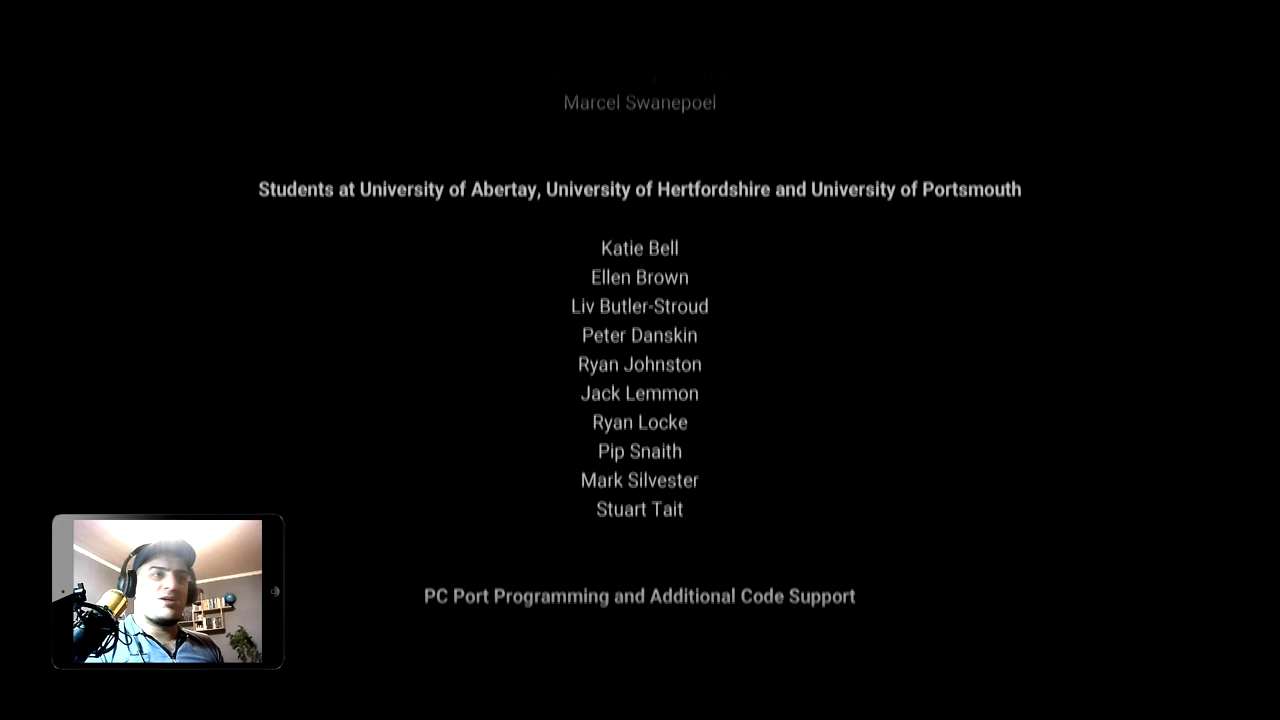 Marcel Swanepoel
Students at University of Abertay, University of Hertfordshire and University of Portsmouth
Katie Bell
Ellen Brown
Liv Butler-Stroud
Peter Danskin
Ryan Johnston
Jack Lemmon
Ryan Locke
Pip Snaith
Mark Silvester
Stuart Tait
PC Port Programming and Additional Code Support